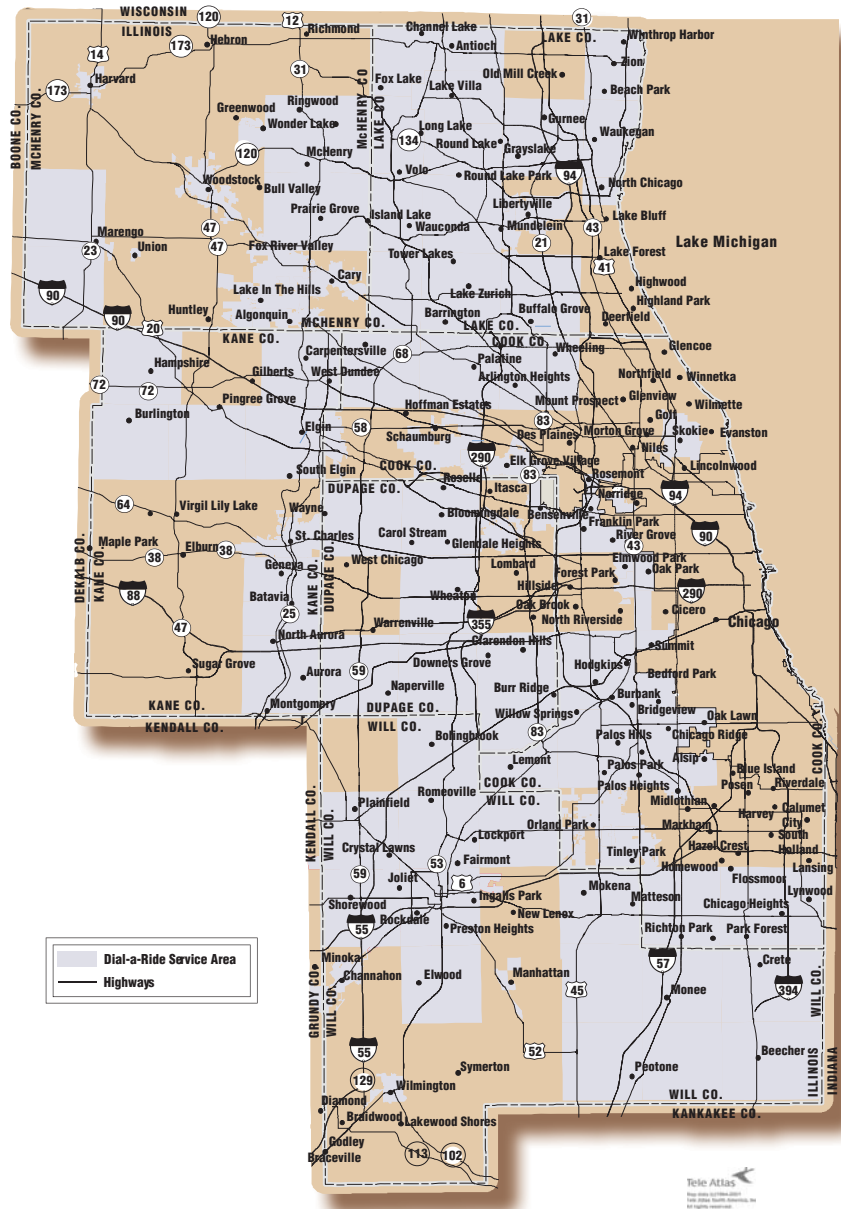 WISCONSIN
ILLINOIS
120
12
Richmond
Channel Lake
31
LAKE CO.
Winthrop Harbor
173
Hebron
Antioch
14
31
Old Mill Creek
Zion
Harvard
Fox Lake
Lake Villa
Beach Park
173
MCHENRY CO.
LAKE CO.
BOONE CO.
MCHENRY CO.
Greenwood
Ringwood
Wonder Lake
Gurnee
Long Lake
134
Round Lake
Waukegan
120
McHenry
Grayslake
Volo
94
Woodstock
Bull Valley
Round Lake Park
North Chicago
Prairie Grove
Island Lake
Libertyville
47
Wauconda
Mundelein
43
Lake Bluff
Marengo
23
Union
47
Fox River Valley
21
Lake Michigan
Tower Lakes
Lake Forest
41
90
Lake In The Hills
Cary
Lake Zurich
Highwood
Highland Park
90
20
Huntley
Algonquin
Barrington
Buffalo Grove
Deerfield
MCHENRY CO.
LAKE CO.
KANE CO.
COOK CO.
Carpentersville
68
Wheeling
Glencoe
Hampshire
Palatine
72
72
Gilberts
West Dundee
Arlington Heights
Northfield
Winnetka
Pingree Grove
Mount Prospect
Glenview
Wilmette
Burlington
Hoffman Estates
83
Golf
Elgin
58
Schaumburg
Des Plaines
Morton Grove
Skokie
Evanston
290
Niles
South Elgin
COOK CO.
Elk Grove Village
83
Lincolnwood
DUPAGE CO.
Roselle
Itasca
Rosemont
94
64
Virgil
Lily Lake
Wayne
Norridge
Bloomingdale
Bensenville
Franklin Park
90
Maple Park
St. Charles
Carol Stream
Glendale Heights
River Grove
43
38
Elburn
38
DEKALB CO.
KANE CO.
Geneva
KANE CO.
DUPAGE CO.
West Chicago
Lombard
Elmwood Park
Forest Park
Oak Park
88
Batavia
Hillside
290
25
Wheaton
Oak Brook
Cicero
47
Warrenville
355
North Riverside
Chicago
North Aurora
Clarendon Hills
Summit
Sugar Grove
Aurora
59
Downers Grove
Hodgkins
Bedford Park
Naperville
Burr Ridge
Burbank
KANE CO.
Montgomery
DUPAGE CO.
Willow Springs
Bridgeview
Oak Lawn
KENDALL CO.
WILL CO.
Bolingbrook
83
Palos Hills
Chicago Ridge
COOK CO.
Lemont
Alsip
Blue Island
COOK CO.
Palos Park
Posen
Riverdale
WILL CO.
Palos Heights
KENDALL CO.
WILL CO.
Plainfield
Romeoville
Midlothian
Harvey
Calumet
City
Orland Park
Markham
South
Holland
Crystal Lawns
Lockport
Hazel Crest
53
Fairmont
Tinley Park
Homewood
Lansing
59
Joliet
6
Flossmoor
Ingalls Park
Mokena
Matteson
Lynwood
Shorewood
Chicago Heights
55
Rockdale
New Lenox
Preston Heights
Richton Park
Park Forest
Dial-a-Ride Service Area
Highways
Minoka
Channahon
Elwood
Manhattan
57
Crete
GRUNDY CO.
WILL CO.
45
Monee
394
WILL CO.
55
52
Beecher
ILLINOIS
INDIANA
129
Symerton
Peotone
Wilmington
WILL CO.
Diamond
KANKAKEE CO.
Braidwood
Lakewood Shores
Godley
Braceville
113
102
Tele Atlas